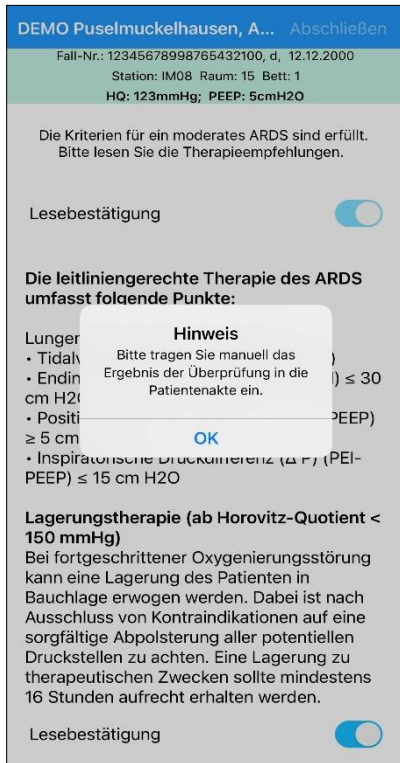 DEMO Puselmuckelhausen, A... Abschließen
Fall-Nr.: 12345678998765432100, d, 12.12.2000
Station: IM08 Raum: 15 Bett: 1
HQ: 123mmHg; PEEP: 5cmH2O
Die Kriterien für ein moderates ARDS sind erfüllt.
Bitte lesen Sie die Therapieempfehlungen.
Lesebestätigung
Die leitliniengerechte Therapie des ARDS
umfasst folgende Punkte:
Hinweis
Bitte tragen Sie manuell das
Ergebnis der Überprüfung in die
Patientenakte ein.
OK
) ≤ 30
cm H2
PEEP)
≥ 5 cm
• Inspiratorische Druckdifferenz (Δ P) (PEI-
PEEP) ≤ 15 cm H2O
Lagerungstherapie (ab Horovitz-Quotient <
150 mmHg)
Bei fortgeschrittener Oxygenierungsstörung
kann eine Lagerung des Patienten in
Bauchlage erwogen werden. Dabei ist nach
Ausschluss von Kontraindikationen auf eine
sorgfältige Abpolsterung aller potentiellen
Druckstellen zu achten. Eine Lagerung zu
therapeutischen Zwecken sollte mindestens
16 Stunden aufrecht erhalten werden.
Lesebestätigung